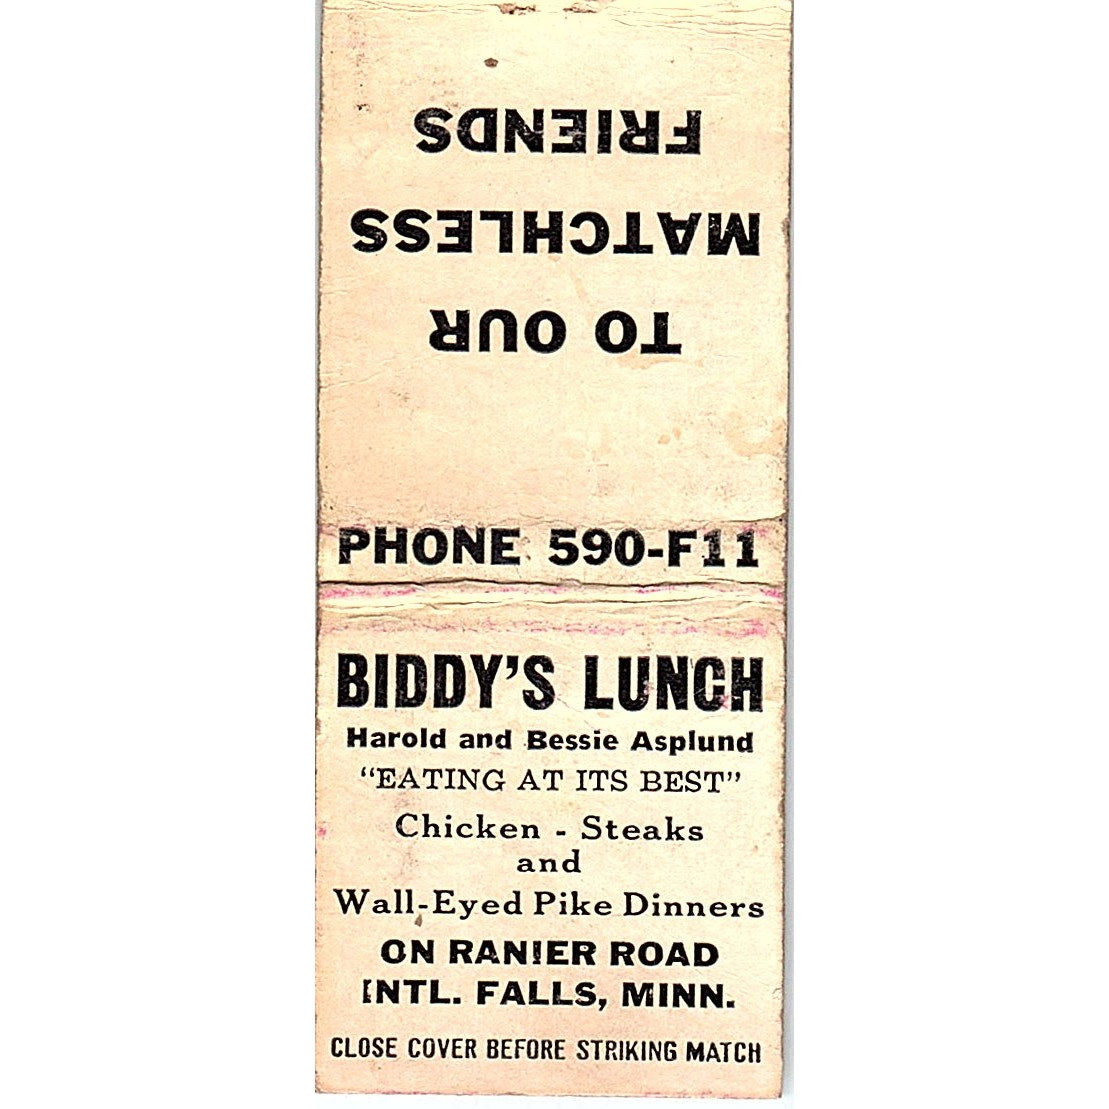 TO OUR
MATCHLESS
FRIENDS
PHONE 590-F11
BIDDY'S LUNCH
Harold and Bessie Asplund
"EATING AT ITS BEST"
Chicken - Steaks
and
Wall-Eyed Pike Dinners
ON RANIER ROAD
INTL. FALLS, MINN.
CLOSE COVER BEFORE STRIKING MATCH